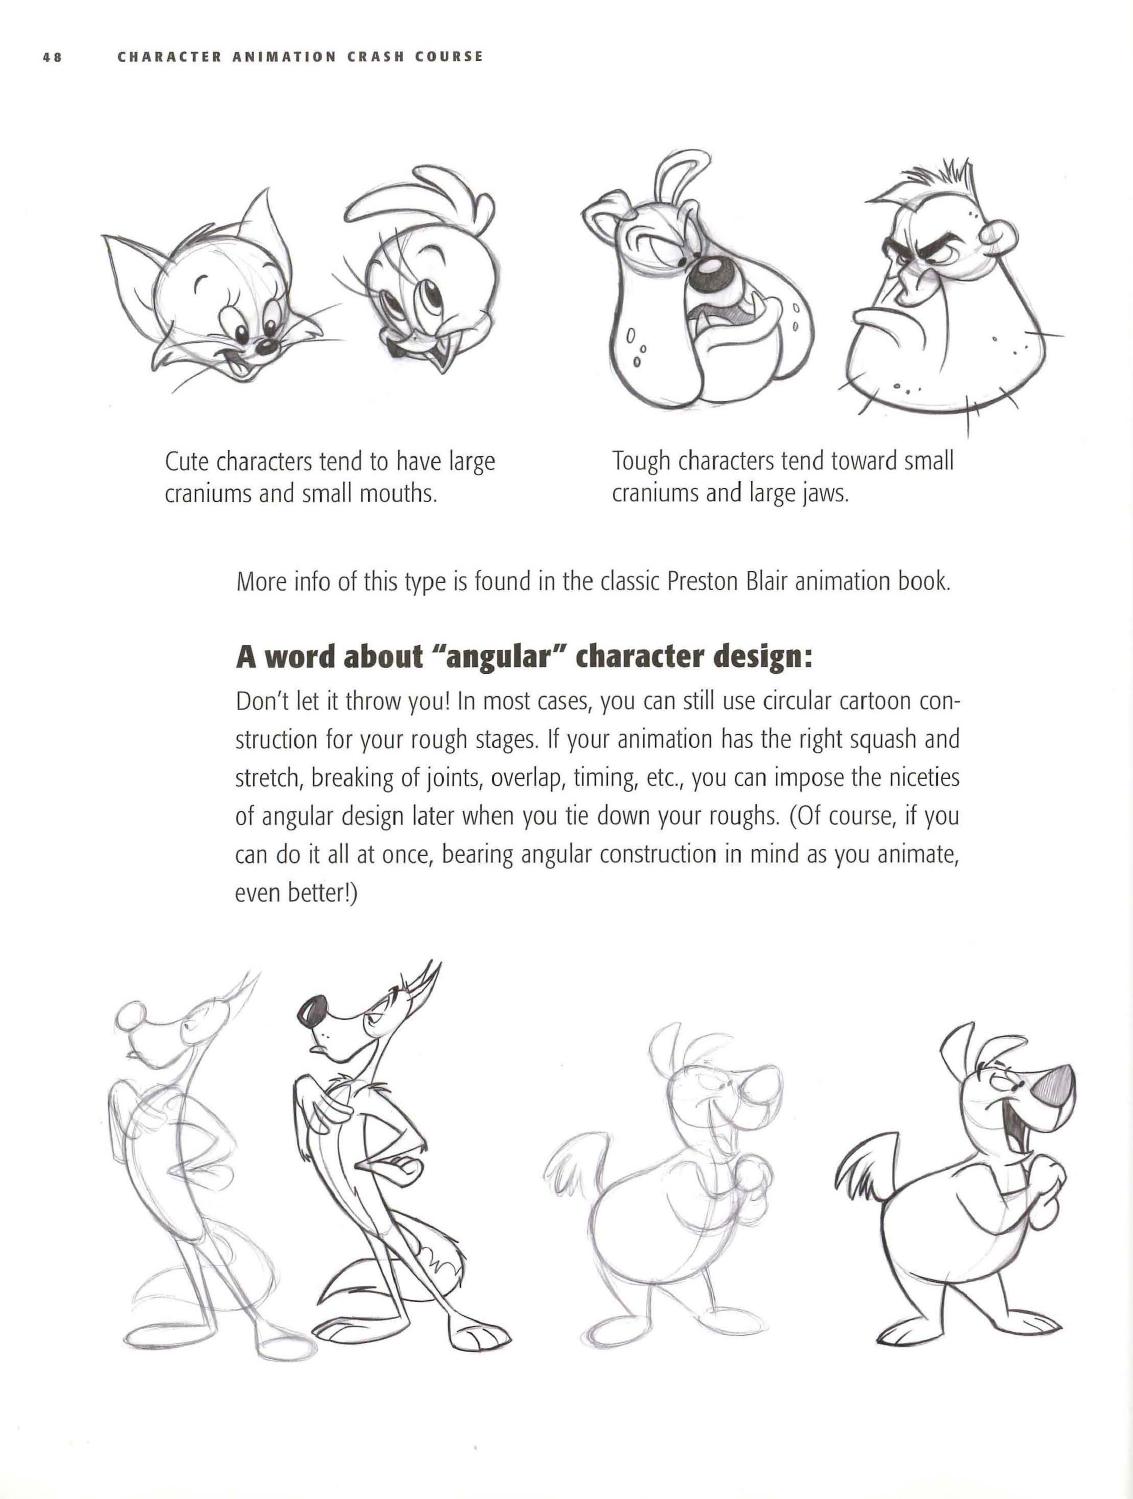 48 CHARACTER ANIMATION CRASH COURSE
Cute characters tend to have large
craniums and small mouths.
Tough characters tend toward small
craniums and large jaws.
More info of this type is found in the classic Preston Blair animation book.
A word about “angular” character design:
Don’t let it throw you! In most cases, you can still use circular cartoon con-
struction for your rough stages. If your animation has the right squash and
stretch, breaking of joints, overlap, timing, etc., you can impose the niceties
of angular design later when you tie down your roughs. (Of course, if you
can do it all at once, bearing angular construction in mind as you animate,
even better!)